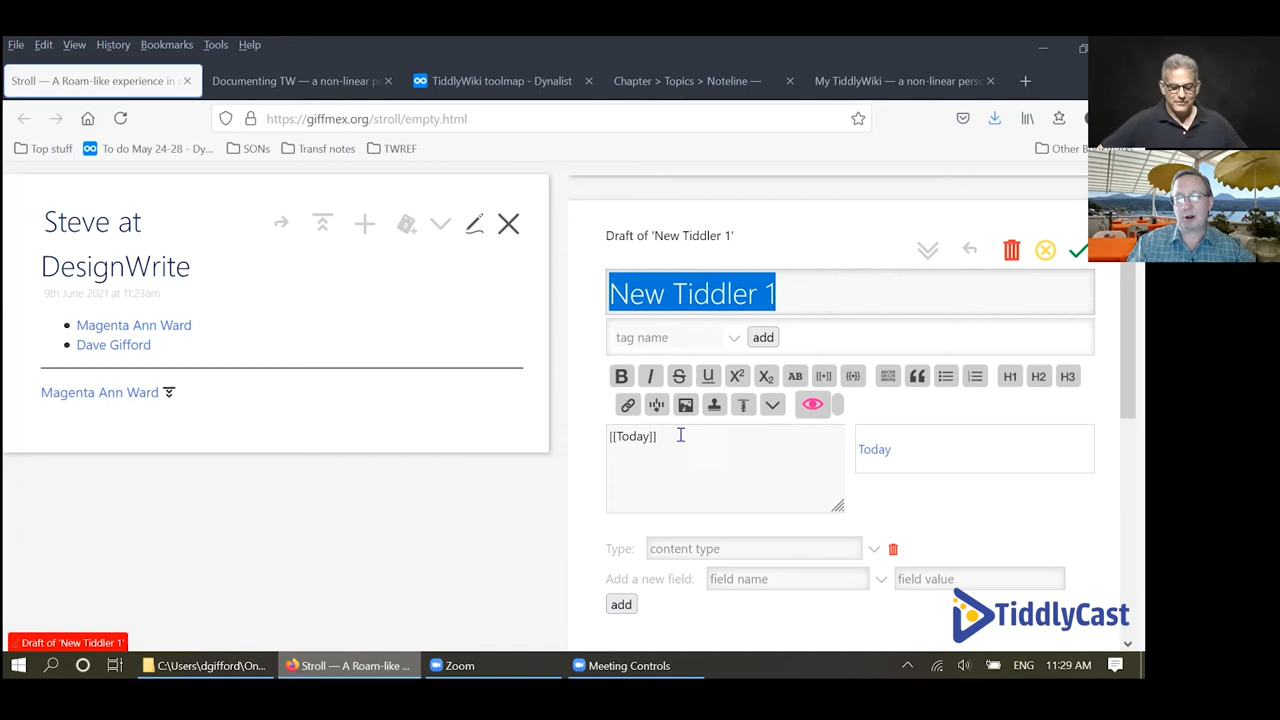 File Edit View History Bookmarks Tools Help
Stroll — A Roam-like experience in
Documenting TW — a non-linear pe
TiddlyWiki toolmap - Dynalist
Chapter > Topics > Noteline —
My TiddlyWiki — a non-linear perso
https://giffmex.org/stroll/empty.html
Top stuff
To do May 24-28 - Dy...
SONs
Transf notes
TWREF
Other Bookmarks
Steve at
DesignWrite
9th June 2021 at 11:23am
Magenta Ann Ward
Dave Gifford
Magenta Ann Ward
Draft of 'New Tiddler 1'
New Tiddler 1
tag name
add
B I S U X² X₂ AB [[•]] {{•}} H1 H2 H3
[[Today]]
Today
Type: content type
Add a new field: field name field value
add
TiddlyCast
Draft of 'New Tiddler 1'
C:\Users\dgifford\On...
Stroll — A Roam-like ...
Zoom
Meeting Controls
ENG
11:29 AM